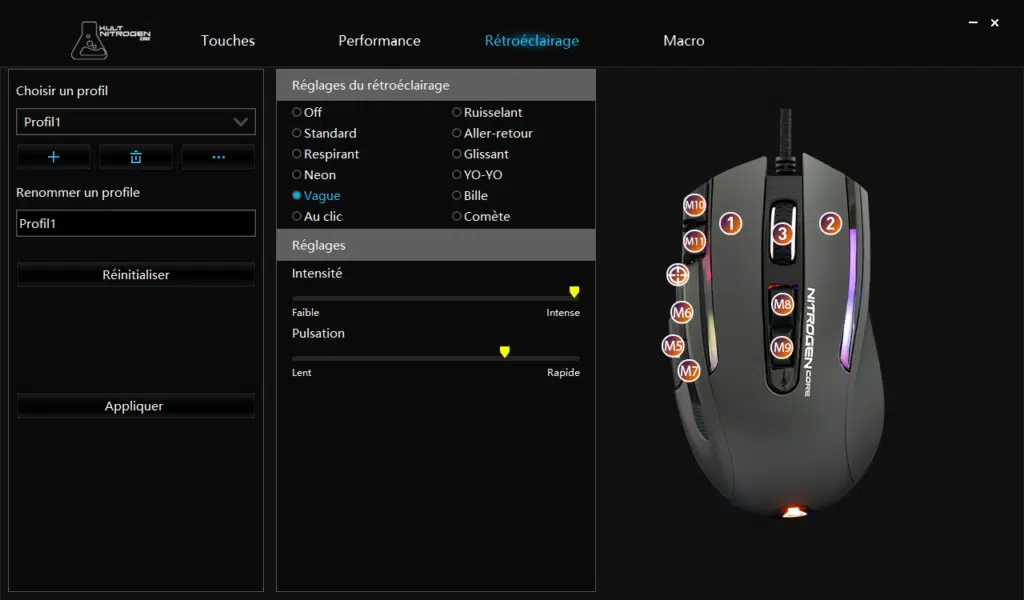 KULT
NITROGEN
CORE
Touches
Performance
Rétroéclairage
Macro
Choisir un profil
Profil1
Renommer un profile
Profil1
Réinitialiser
Appliquer
Réglages du rétroéclairage
Off
Ruisselant
Standard
Aller-retour
Respirant
Glissant
Neon
YO-YO
Vague
Bille
Au clic
Comète
Réglages
Intensité
Faible
Intense
Pulsation
Lent
Rapide
M10
1
3
2
M11
M6
M8
M5
M9
M7
NITROGEN CORE